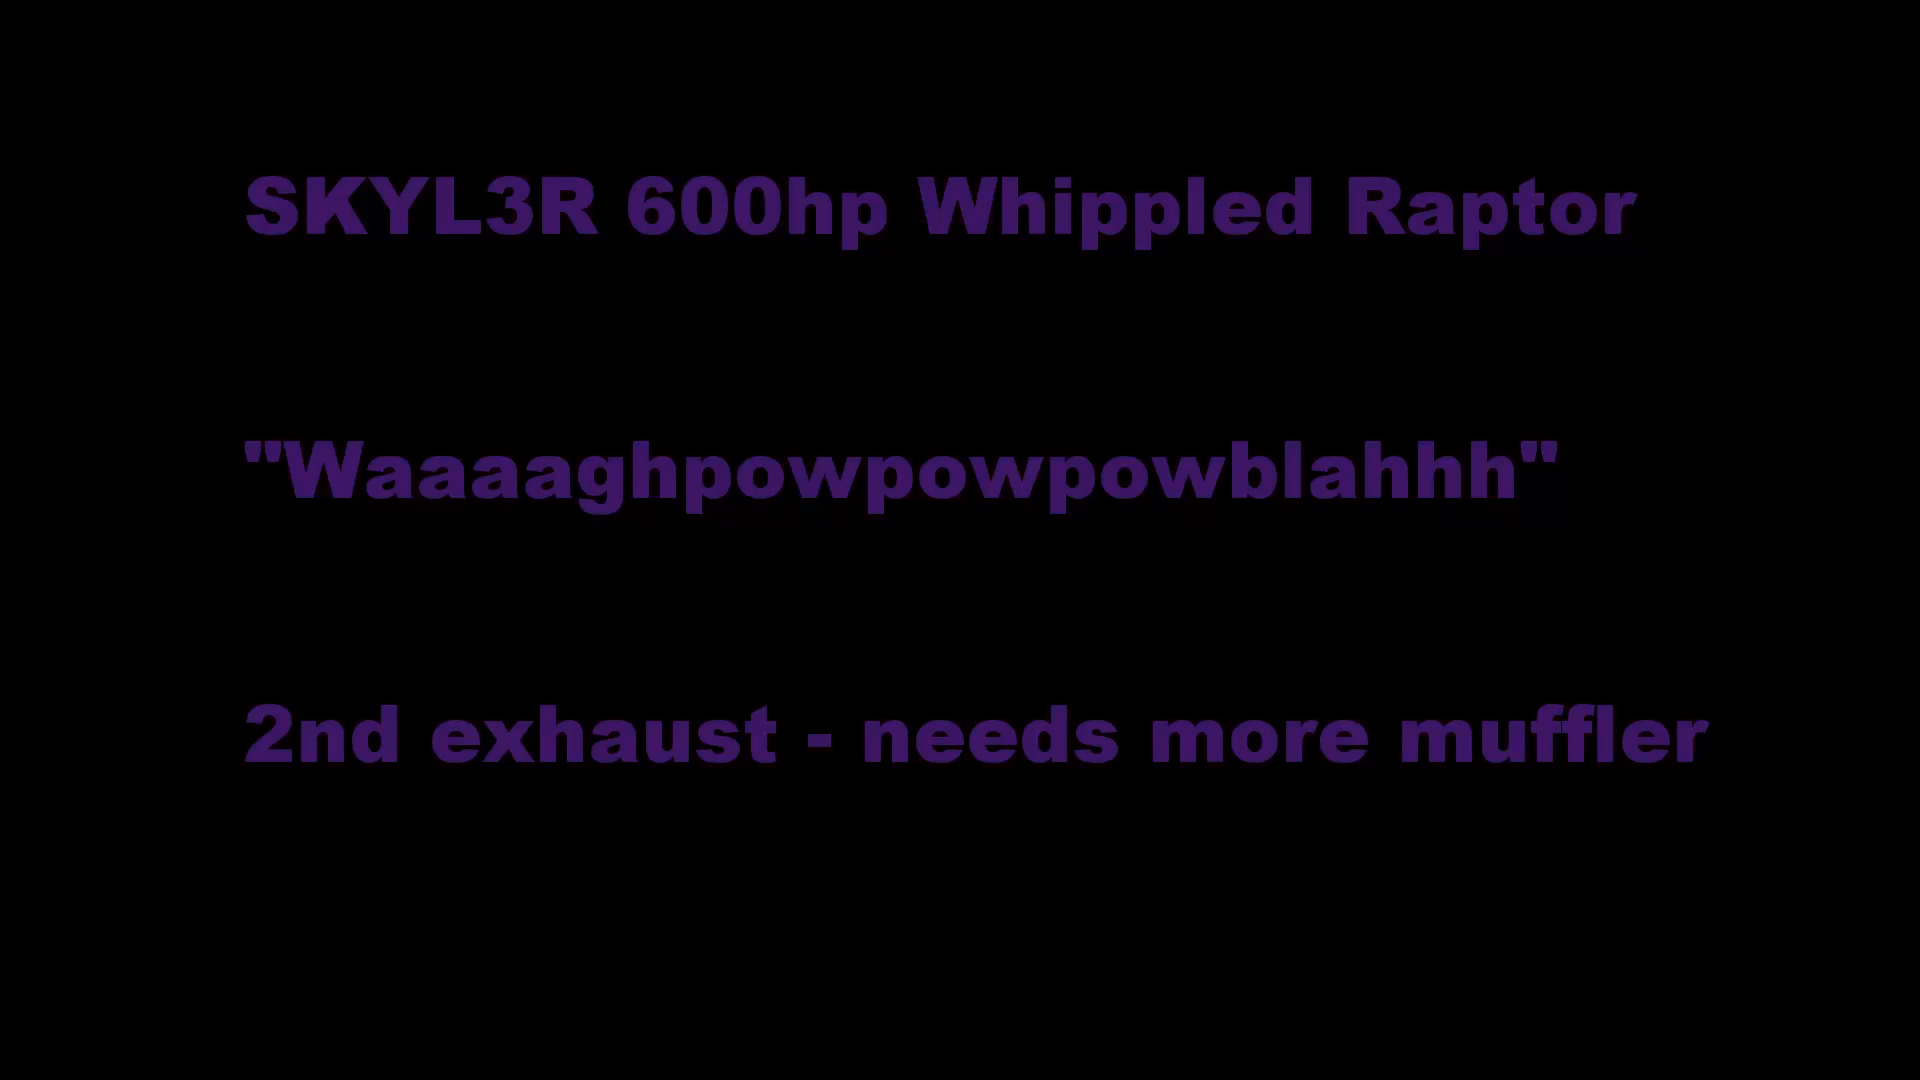 SKYL3R 600hp Whippled Raptor
"Waaaaghpowpowpowblahhh"
2nd exhaust - needs more muffler